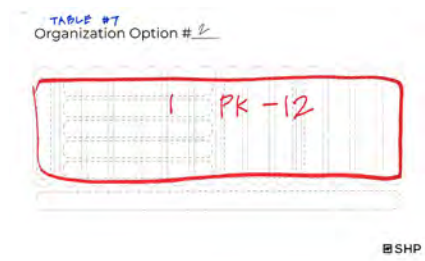 TABLE #7
Organization Option # 2
1 PK-12
SHP